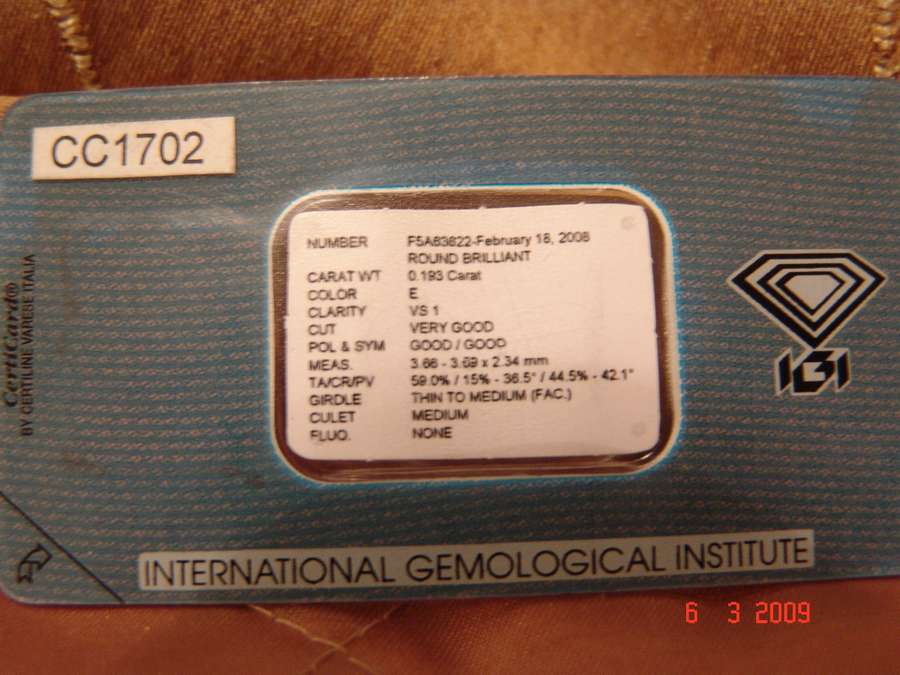 CC1702
CertiCard®
BY CERTILINE VARESE ITALIA
NUMBER F5A63622-February 18, 2008
ROUND BRILLIANT
CARAT WT 0.193 Carat
COLOR E
CLARITY VS 1
CUT VERY GOOD
POL & SYM GOOD / GOOD
MEAS. 3.66 - 3.69 x 2.34 mm
TA/CR/PV 59.0% / 15% - 36.5° / 44.5% - 42.1°
GIRDLE THIN TO MEDIUM (FAC.)
CULET MEDIUM
FLUO. NONE
IGI
INTERNATIONAL GEMOLOGICAL INSTITUTE
6 3 2009